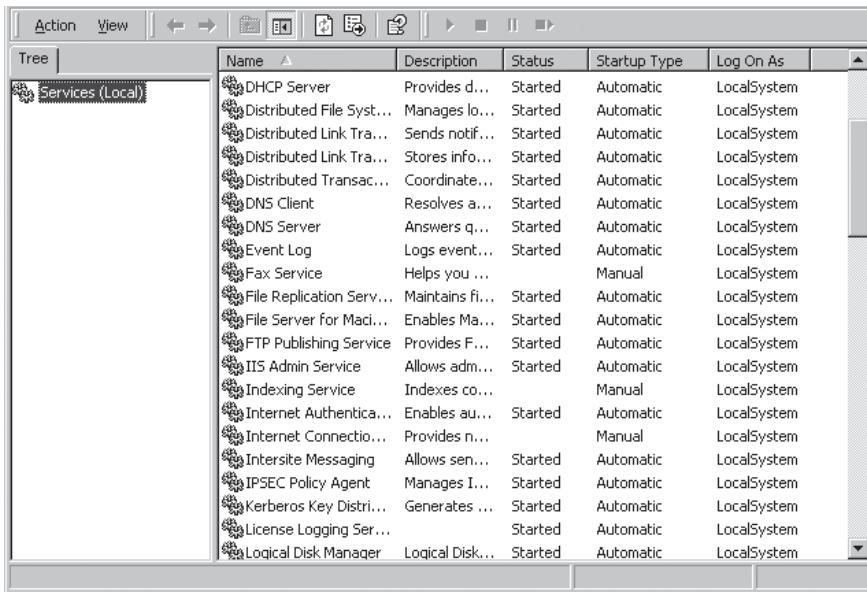 Action View
Tree
Services (Local)
Name Description Status Startup Type Log On As
DHCP Server Provides d... Started Automatic LocalSystem
Distributed File Syst... Manages lo... Started Automatic LocalSystem
Distributed Link Tra... Sends notif... Started Automatic LocalSystem
Distributed Link Tra... Stores info... Started Automatic LocalSystem
Distributed Transac... Coordinate... Started Automatic LocalSystem
DNS Client Resolves a... Started Automatic LocalSystem
DNS Server Answers q... Started Automatic LocalSystem
Event Log Logs event... Started Automatic LocalSystem
Fax Service Helps you ... Manual LocalSystem
File Replication Serv... Maintains fi... Started Automatic LocalSystem
File Server for Maci... Enables Ma... Started Automatic LocalSystem
FTP Publishing Service Provides F... Started Automatic LocalSystem
IIS Admin Service Allows adm... Started Automatic LocalSystem
Indexing Service Indexes co... Manual LocalSystem
Internet Authentica... Enables au... Started Automatic LocalSystem
Internet Connectio... Provides n... Manual LocalSystem
Intersite Messaging Allows sen... Started Automatic LocalSystem
IPSEC Policy Agent Manages I... Started Automatic LocalSystem
Kerberos Key Distri... Generates ... Started Automatic LocalSystem
License Logging Ser... Started Automatic LocalSystem
Logical Disk Manager Logical Disk... Started Automatic LocalSystem